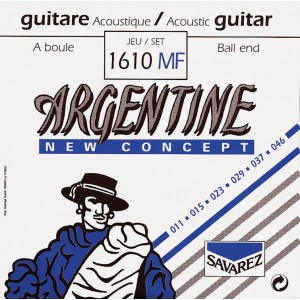 guitare Acoustique / Acoustic guitar
A boule
JEU / SET
Ball end
1610 MF
ARGENTINE
NEW CONCEPT
011 • 015 • 023 • 029 • 037 • 046
SAVAREZ